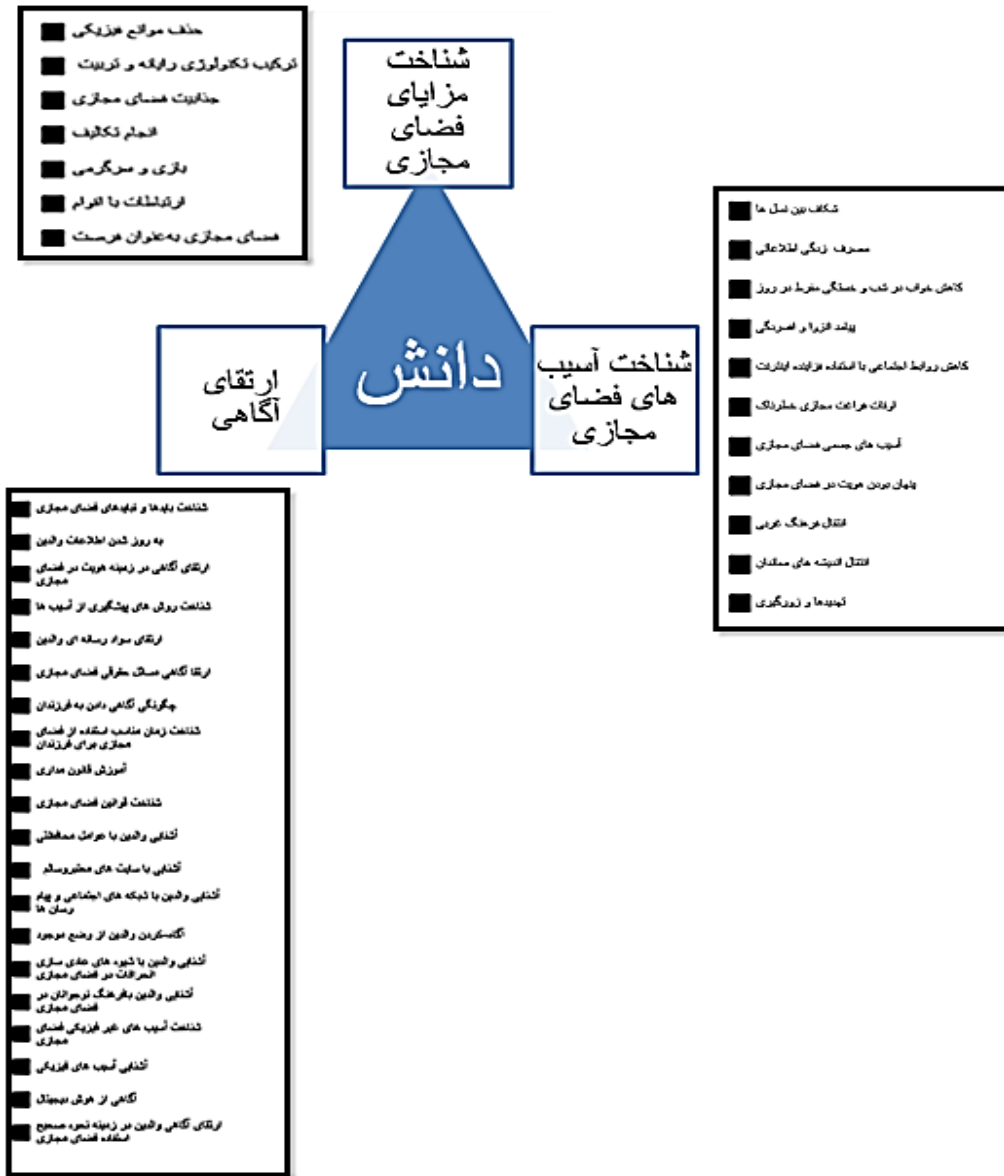 حذف موانع فیزیکی
ترکیب تکنولوژی رایانه و تربیت
جذابیت فضای مجازی
انجام تکالیف
بازی و سرگرمی
ارتباطات با اقوام
فضای مجازی به‌عنوان فرصت
شناخت
مزایای
فضای
مجازی
شکاف بین نسل ها
مصرف زدگی اطلاعاتی
کاهش خواب در شب و خستگی مفرط در روز
پیامد انزوا و افسردگی
کاهش روابط اجتماعی با استفاده فزاینده اینترنت
اوقات فراغت مجازی خطرناک
آسیب های جسمی فضای مجازی
پنهان بودن هویت در فضای مجازی
انتقال فرهنگ غربی
انتقال اندیشه های معاندان
تهدیدها و زورگیری
دانش
شناخت آسیب
های فضای
مجازی
ارتقای
آگاهی
شناخت بایدها و نبایدهای فضای مجازی
به روز شدن اطلاعات والدین
ارتقای آگاهی در زمینه هویت در فضای
مجازی
شناخت روش های پیشگیری از آسیب ها
ارتقای سواد رسانه ای والدین
ارتقا آگاهی مسائل حقوقی فضای مجازی
چگونگی آگاهی دادن به فرزندان
شناخت زمان مناسب استفاده از فضای
مجازی برای فرزندان
آموزش قانون مداری
شناخت قوانین فضای مجازی
آشنایی والدین با عوامل محافظتی
آشنایی با سایت های معتبروسالم
آشنایی والدین با شبکه های اجتماعی و پیام
رسان ها
آگاه‌کردن والدین از وضع موجود
آشنایی والدین با شیوه های عادی سازی
انحرافات در فضای مجازی
آشنایی والدین بافرهنگ نوجوانان در
فضای مجازی
شناخت آسیب های غیر فیزیکی فضای
مجازی
آشنایی آسیب های فیزیکی
آگاهی از هوش دیجیتال
ارتقای آگاهی والدین در زمینه نحوه صحیح
استفاده فضای مجازی